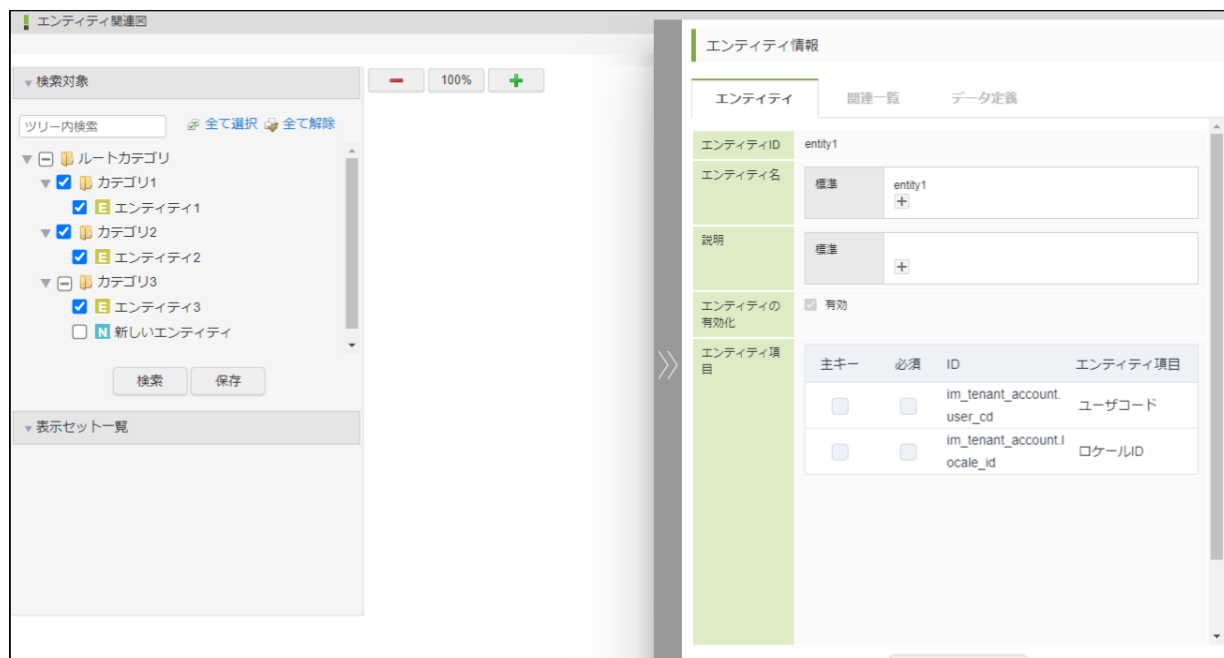 エンティティ関連図
検索対象
ツリー内検索
全て選択
全て解除
ルートカテゴリ
カテゴリ1
E エンティティ1
カテゴリ2
E エンティティ2
カテゴリ3
E エンティティ3
N 新しいエンティティ
検索
保存
表示セット一覧
100%
エンティティ情報
エンティティ
関連一覧
データ定義
エンティティID
entity1
エンティティ名
標準
entity1
説明
標準
エンティティの
有効化
有効
エンティティ項
目
主キー 必須 ID エンティティ項目
im_tenant_account.
user_cd
ユーザコード
im_tenant_account.l
ocale_id
ロケールID